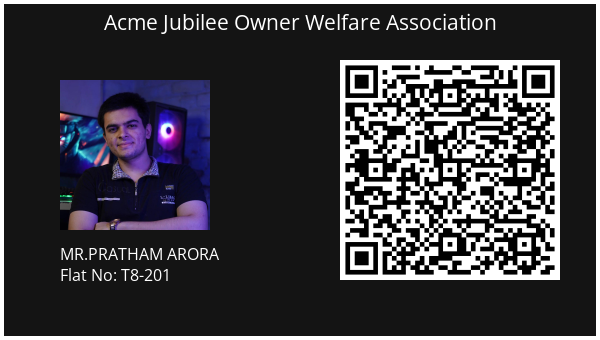 Acme Jubilee Owner Welfare Association
MR.PRATHAM ARORA
Flat No: T8-201